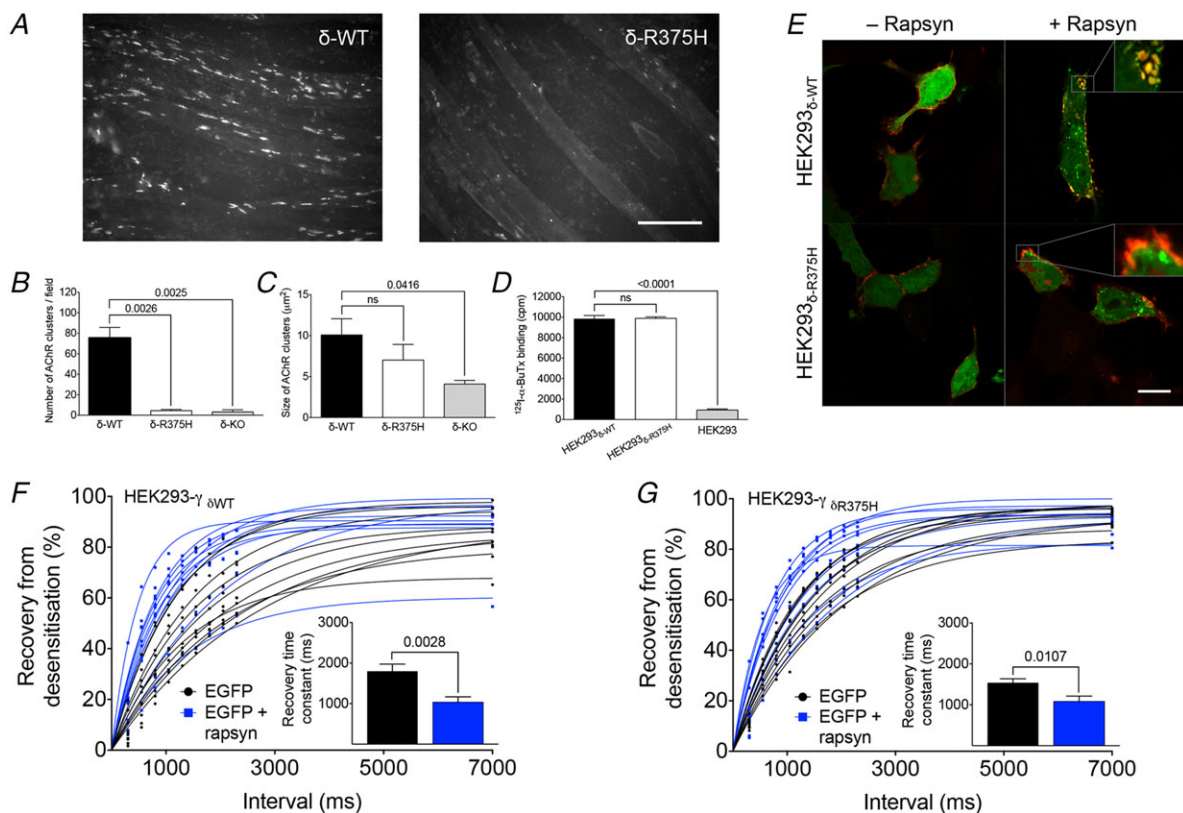 A
δ-WT
δ-R375H
E
– Rapsyn
+ Rapsyn
HEK293δ-WT
HEK293δ-R375H
B
Number of AChR clusters / field
100
80
60
40
20
0
0.0025
0.0026
δ-WT
δ-R375H
δ-KO
C
Size of AChR clusters (µm²)
15
10
5
0
0.0416
ns
δ-WT
δ-R375H
δ-KO
D
¹²⁵I-α-BuTx binding (cpm)
12000
10000
8000
6000
4000
2000
0
<0.0001
ns
HEK293δ-WT
HEK293δ-R375H
HEK293
F
HEK293-γ δWT
Recovery from
desensitisation (%)
100
80
60
40
20
0
EGFP
EGFP +
rapsyn
Recovery time
constant (ms)
3000
2000
1000
0.0028
1000
3000
5000
7000
Interval (ms)
G
HEK293-γ δR375H
Recovery from
desensitisation (%)
100
80
60
40
20
0
EGFP
EGFP +
rapsyn
Recovery time
constant (ms)
3000
2000
1000
0.0107
1000
3000
5000
7000
Interval (ms)